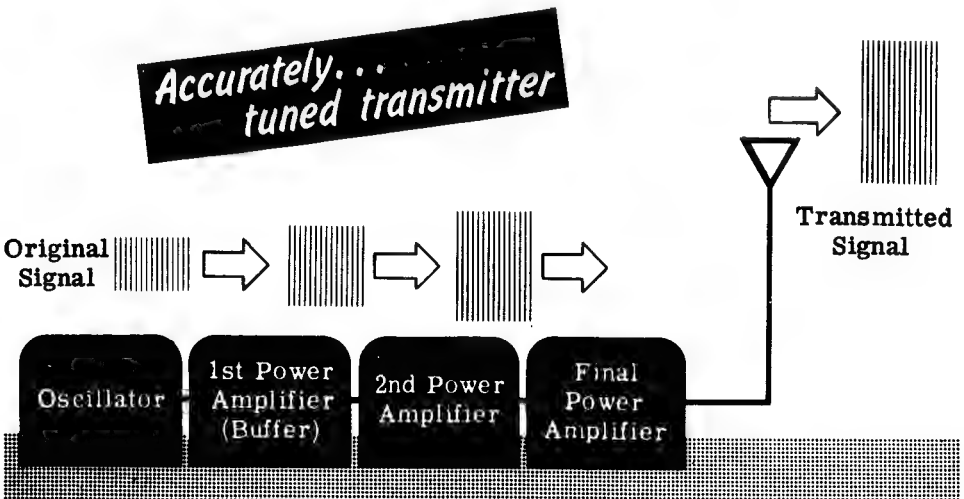 Accurately...
tuned transmitter
Original
Signal
Transmitted
Signal
Oscillator
1st Power
Amplifier
(Buffer)
2nd Power
Amplifier
Final
Power
Amplifier